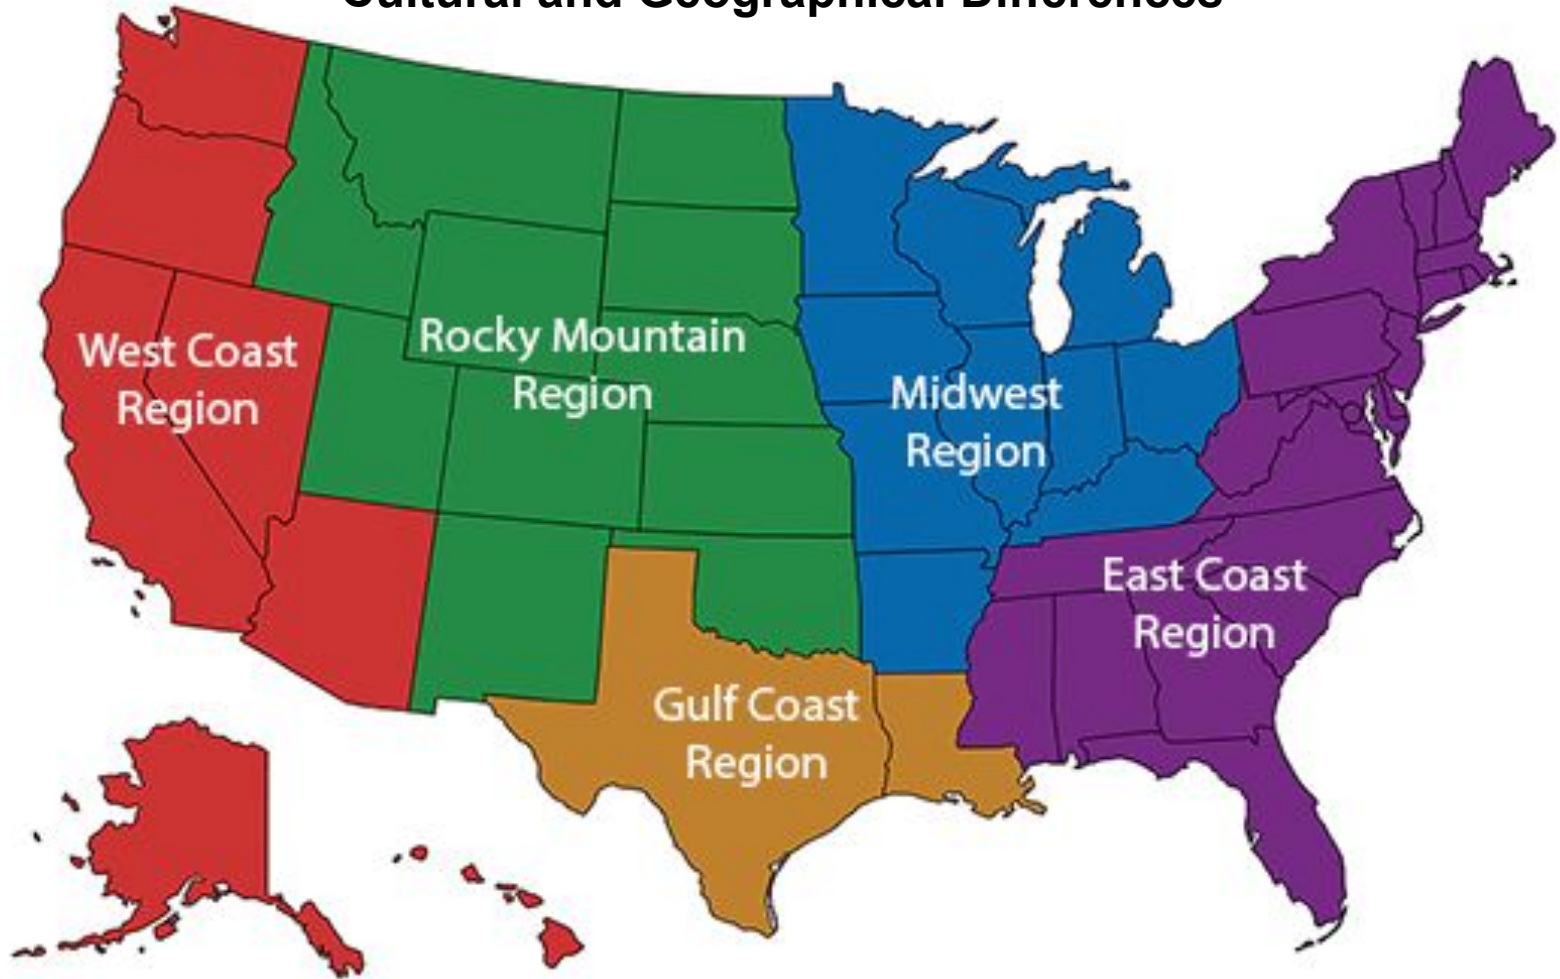 Cultural and Geographical Differences
West Coast
Region
Rocky Mountain
Region
Midwest
Region
East Coast
Region
Gulf Coast
Region